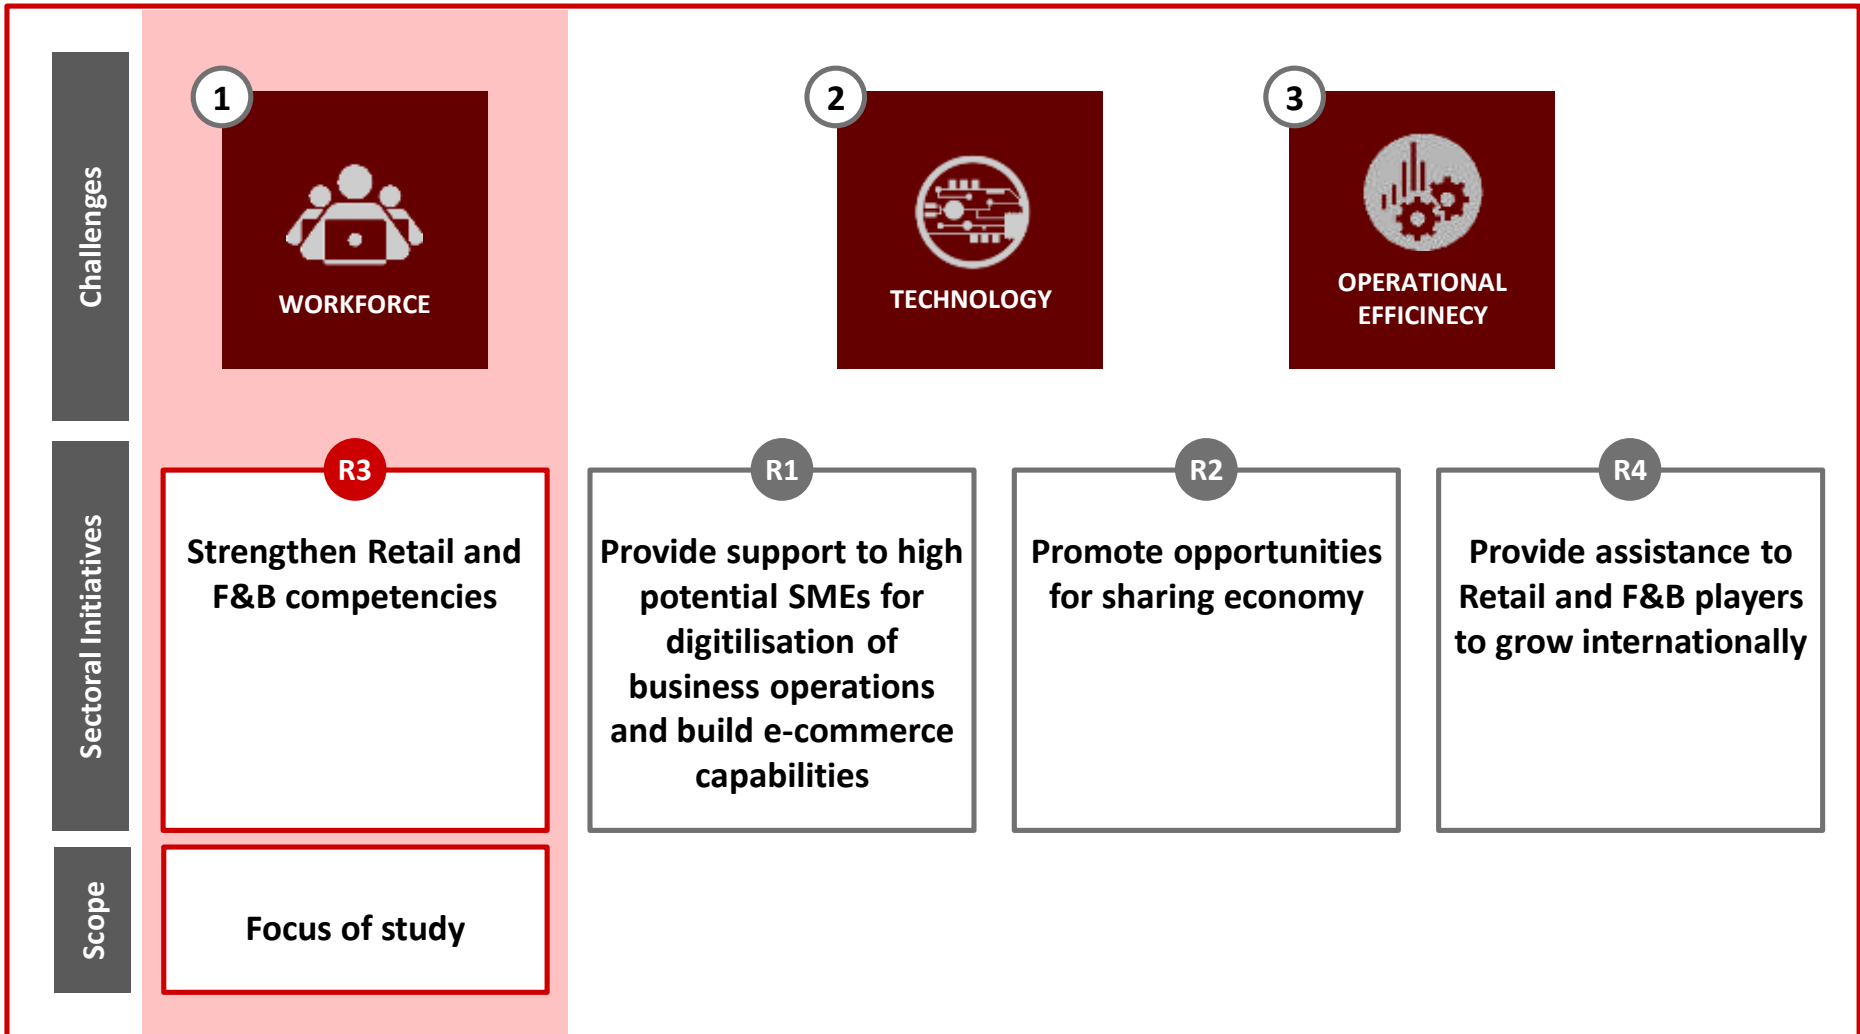 Challenges
1
WORKFORCE
2
TECHNOLOGY
3
OPERATIONAL
EFFICINECY
Sectoral Initiatives
R3
Strengthen Retail and
F&B competencies
R1
Provide support to high
potential SMEs for
digitilisation of
business operations
and build e-commerce
capabilities
R2
Promote opportunities
for sharing economy
R4
Provide assistance to
Retail and F&B players
to grow internationally
Scope
Focus of study